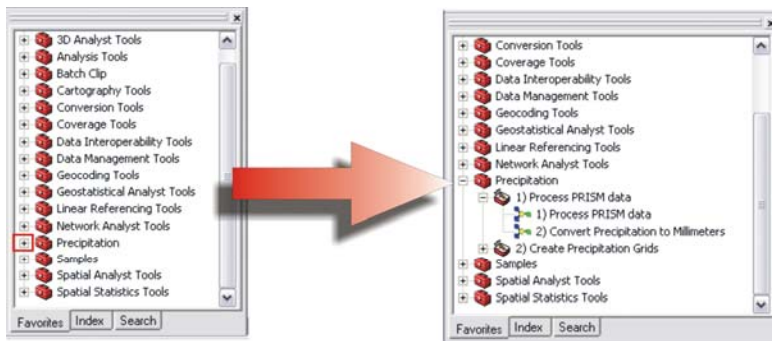 3D Analyst Tools
Analysis Tools
Batch Clip
Cartography Tools
Conversion Tools
Coverage Tools
Data Interoperability Tools
Data Management Tools
Geocoding Tools
Geostatistical Analyst Tools
Linear Referencing Tools
Network Analyst Tools
Precipitation
Samples
Spatial Analyst Tools
Spatial Statistics Tools
Favorites Index Search
Conversion Tools
Coverage Tools
Data Interoperability Tools
Data Management Tools
Geocoding Tools
Geostatistical Analyst Tools
Linear Referencing Tools
Network Analyst Tools
Precipitation
1) Process PRISM data
1) Process PRISM data
2) Convert Precipitation to Millimeters
2) Create Precipitation Grids
Samples
Spatial Analyst Tools
Spatial Statistics Tools
Favorites Index Search